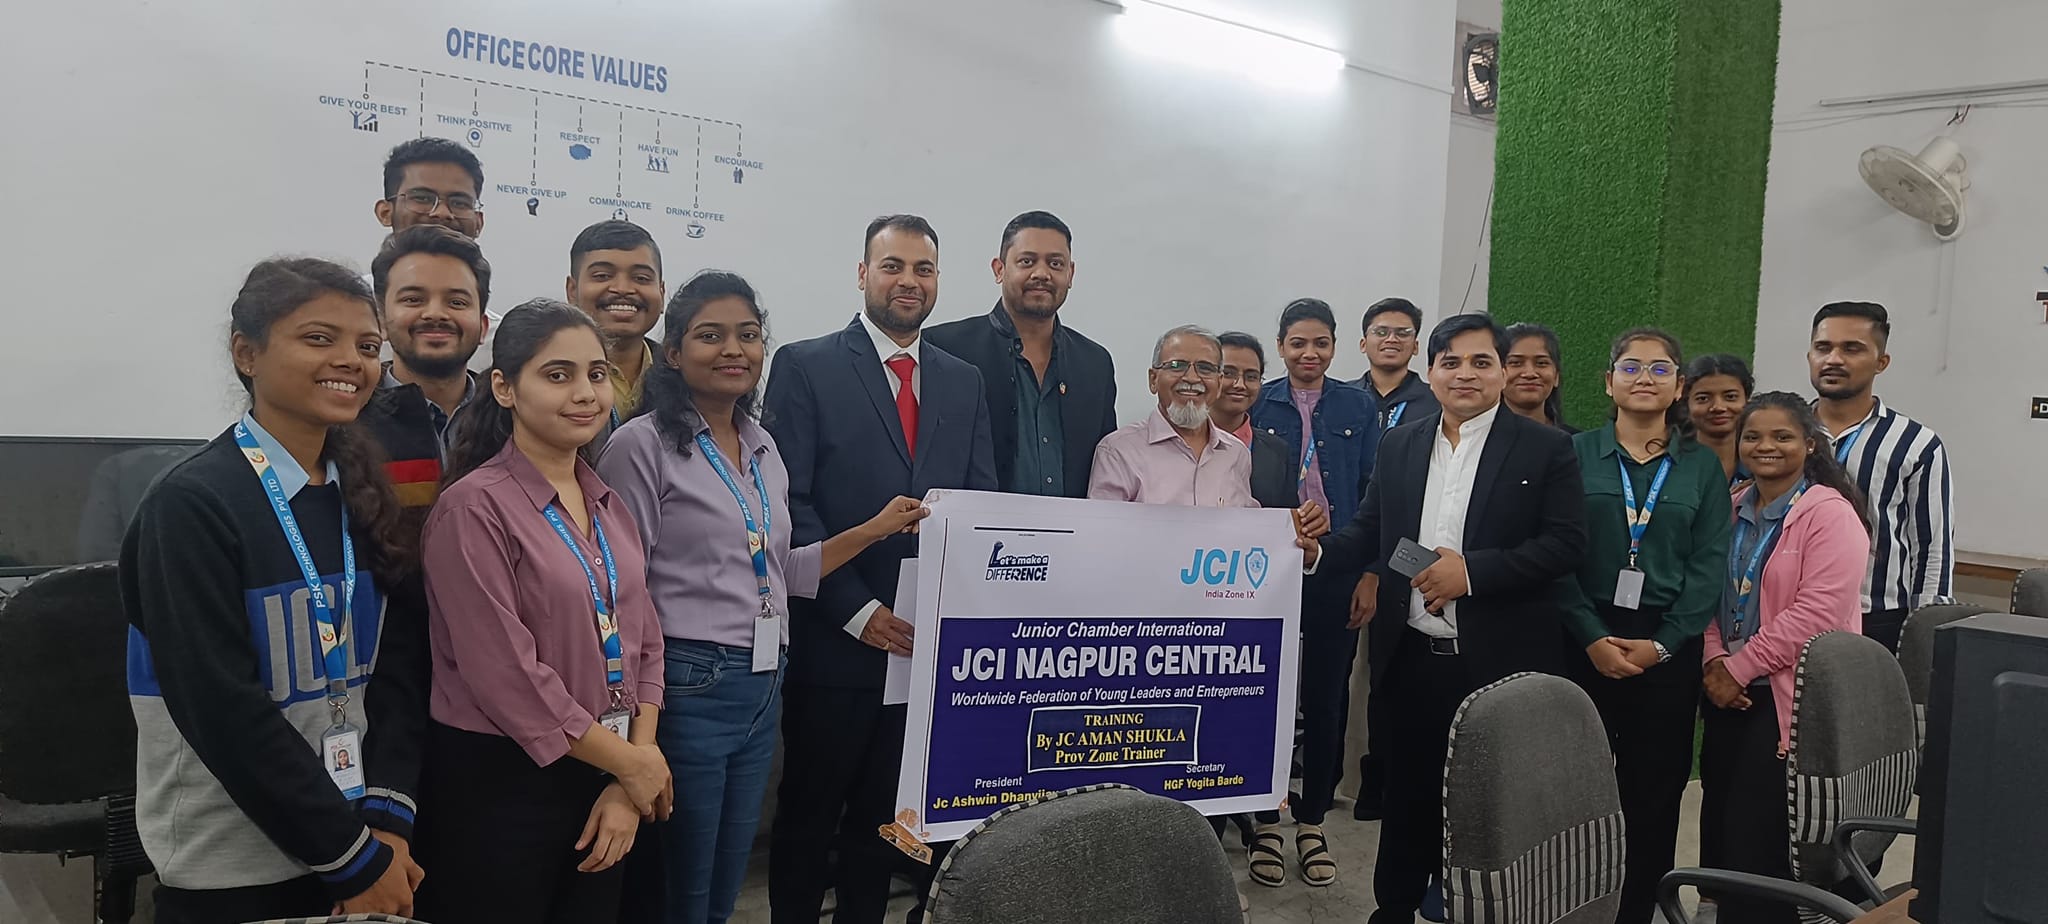 OFFICE CORE VALUES
GIVE YOUR BEST
THINK POSITIVE
RESPECT
HAVE FUN
ENCOURAGE
NEVER GIVE UP
COMMUNICATE
DRINK COFFEE
Let's make a
DIFFERENCE
JCI
India Zone IX
Junior Chamber International
JCI NAGPUR CENTRAL
Worldwide Federation of Young Leaders and Entrepreneurs
TRAINING
By JC AMAN SHUKLA
Prov Zone Trainer
President
Jc Ashwin
Secretary
HGF Yogita Barde
PSK TECHNOLOGIES PVT. LTD